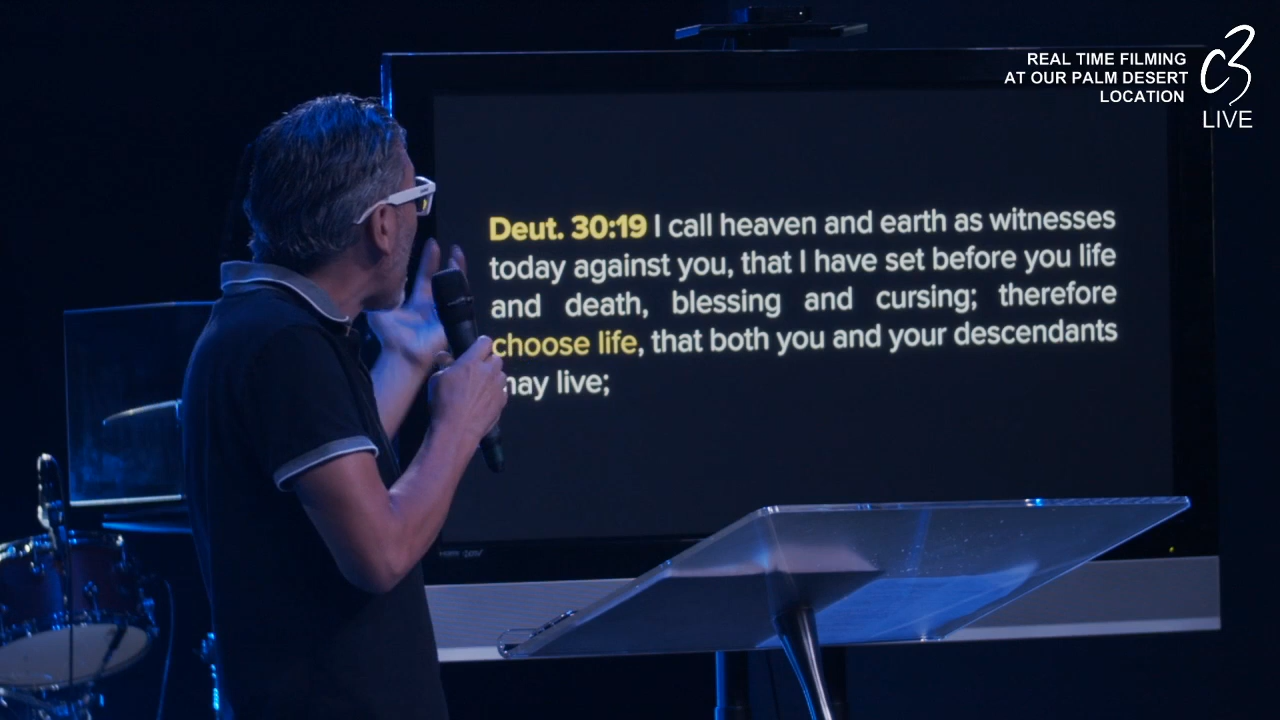 REAL TIME FILMING
AT OUR PALM DESERT
LOCATION
C3
LIVE
Deut. 30:19 I call heaven and earth as witnesses
today against you, that I have set before you life
and death, blessing and cursing; therefore
choose life, that both you and your descendants
may live;